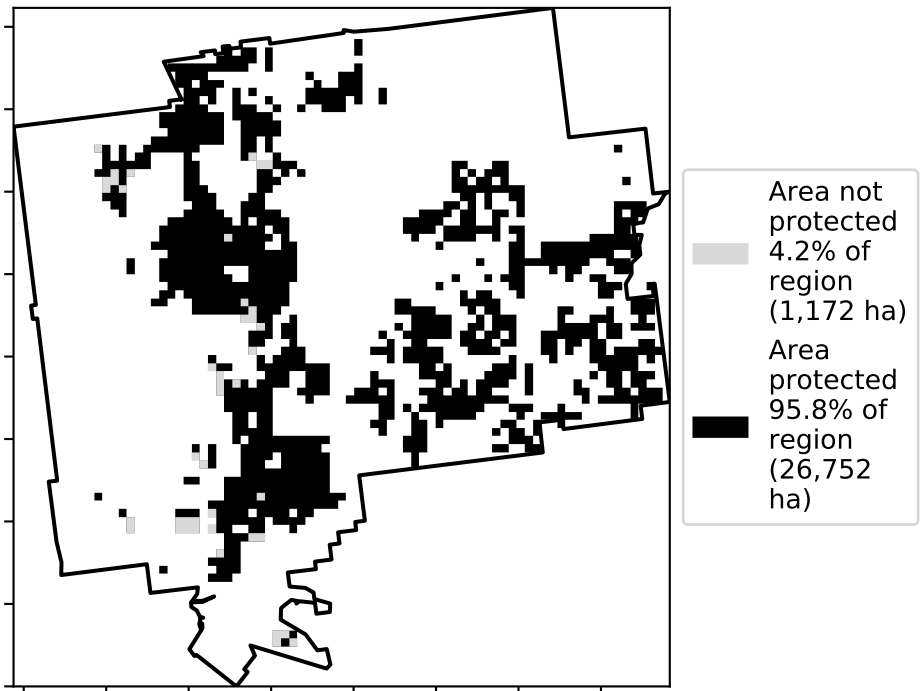 Area not
protected
4.2% of
region
(1,172 ha)
Area
protected
95.8% of
region
(26,752
ha)